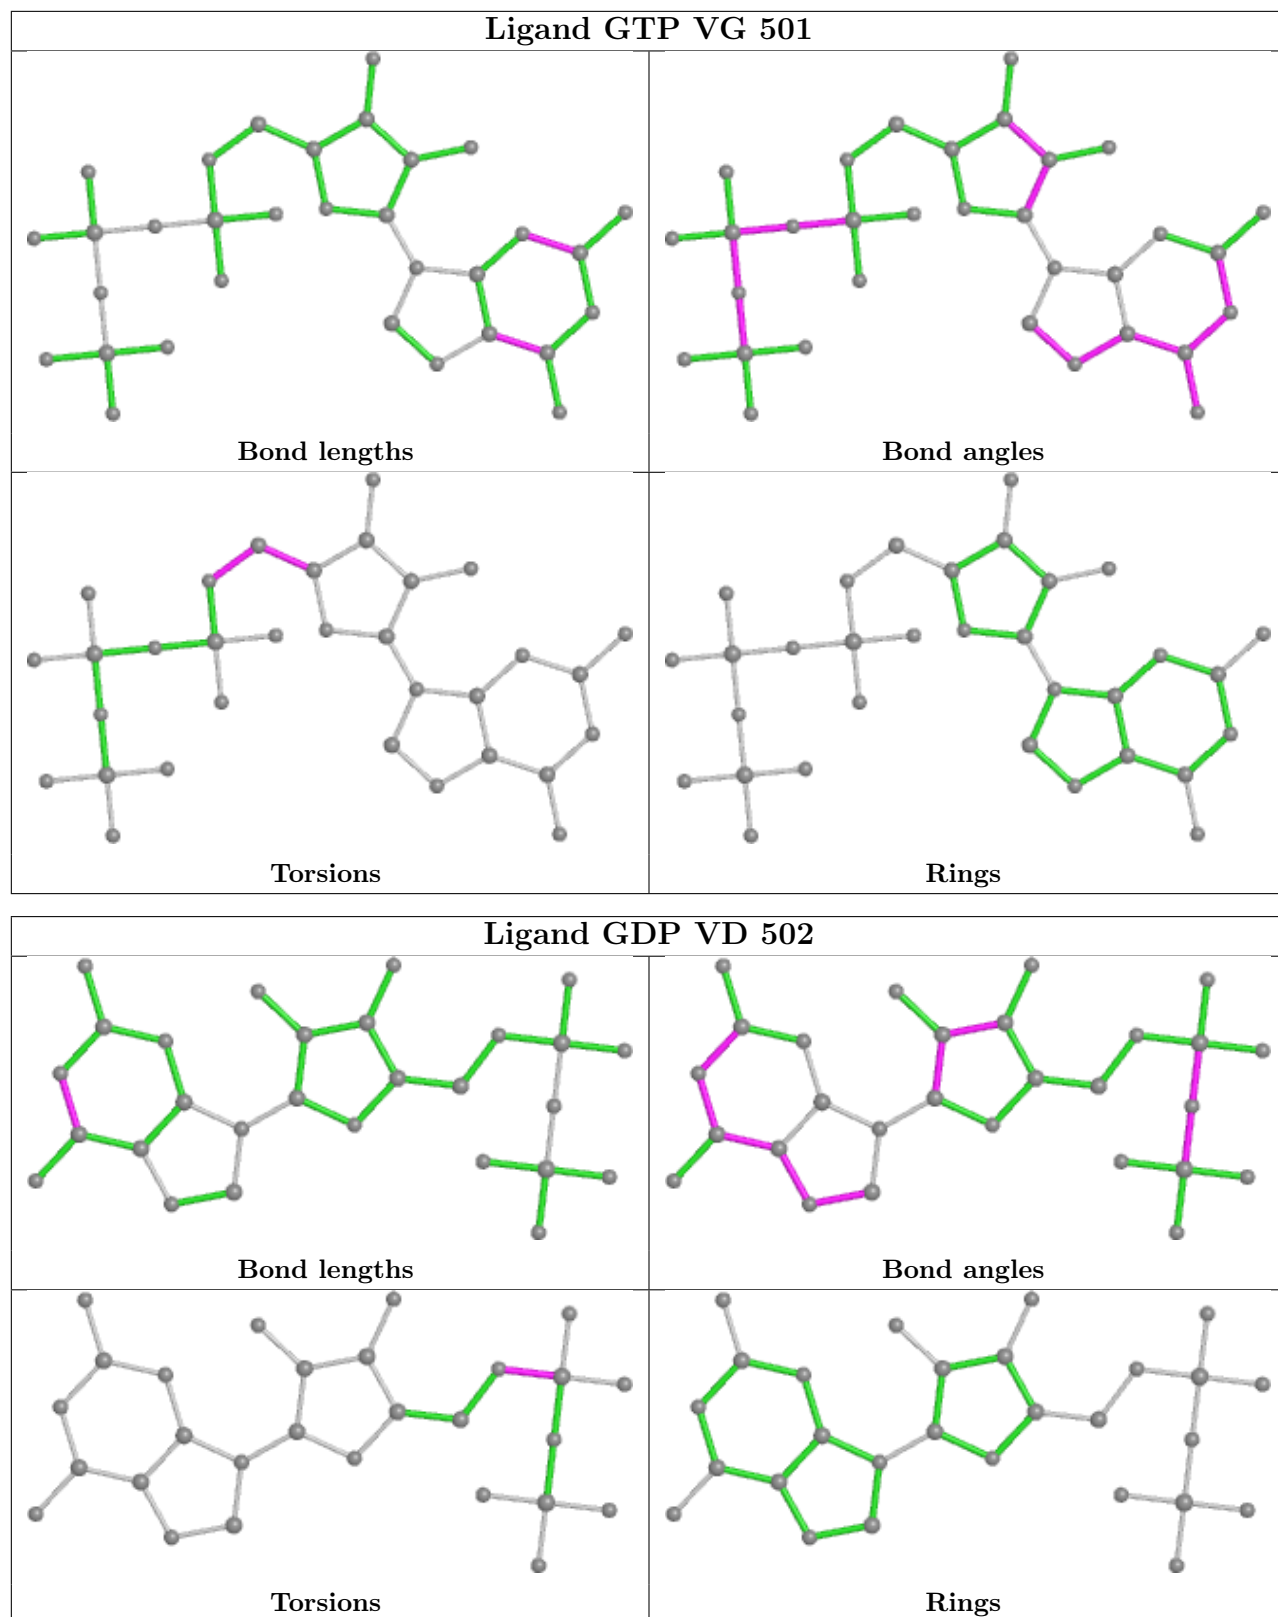 Ligand GTP VG 501
Bond lengths
Bond angles
Torsions
Rings
Ligand GDP VD 502
Bond lengths
Bond angles
Torsions
Rings